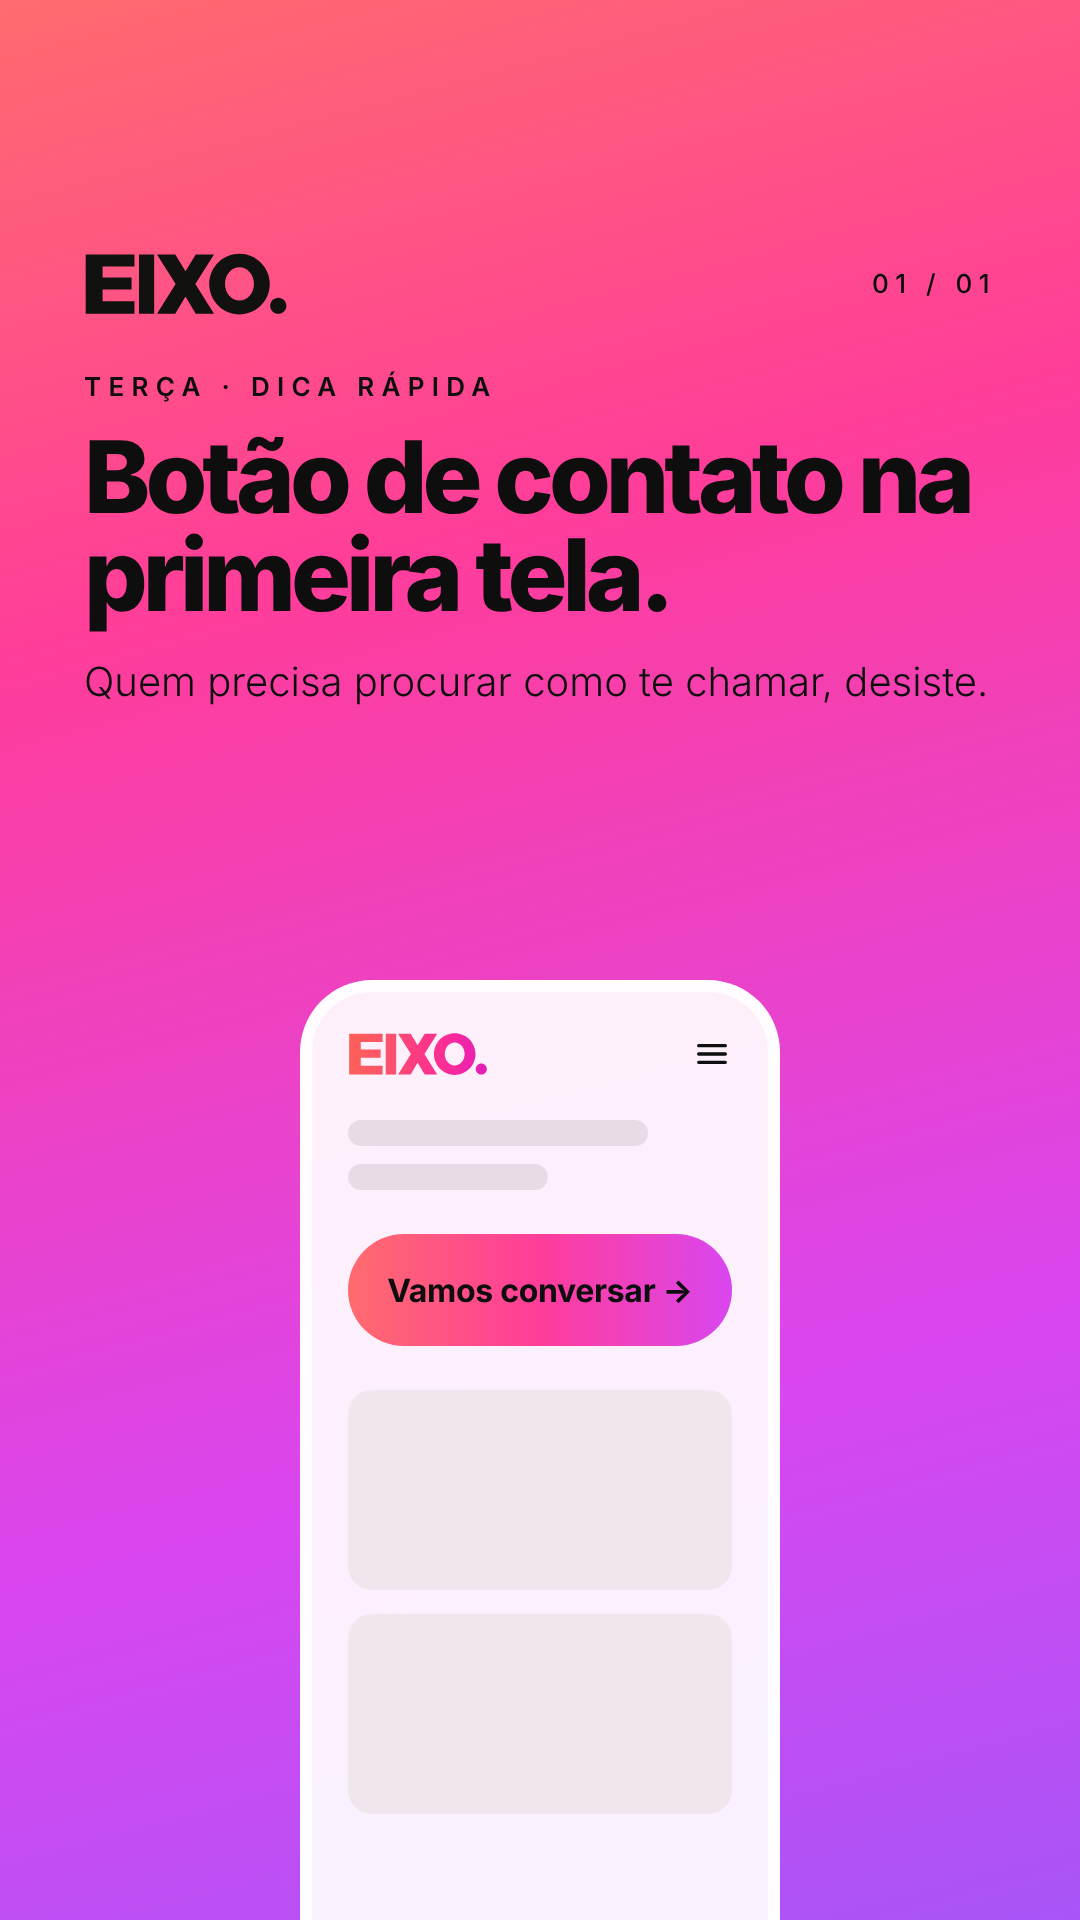 EIXO.
01 / 01
TERÇA · DICA RÁPIDA
Botão de contato na
primeira tela.
Quem precisa procurar como te chamar, desiste.
EIXO.
Vamos conversar →